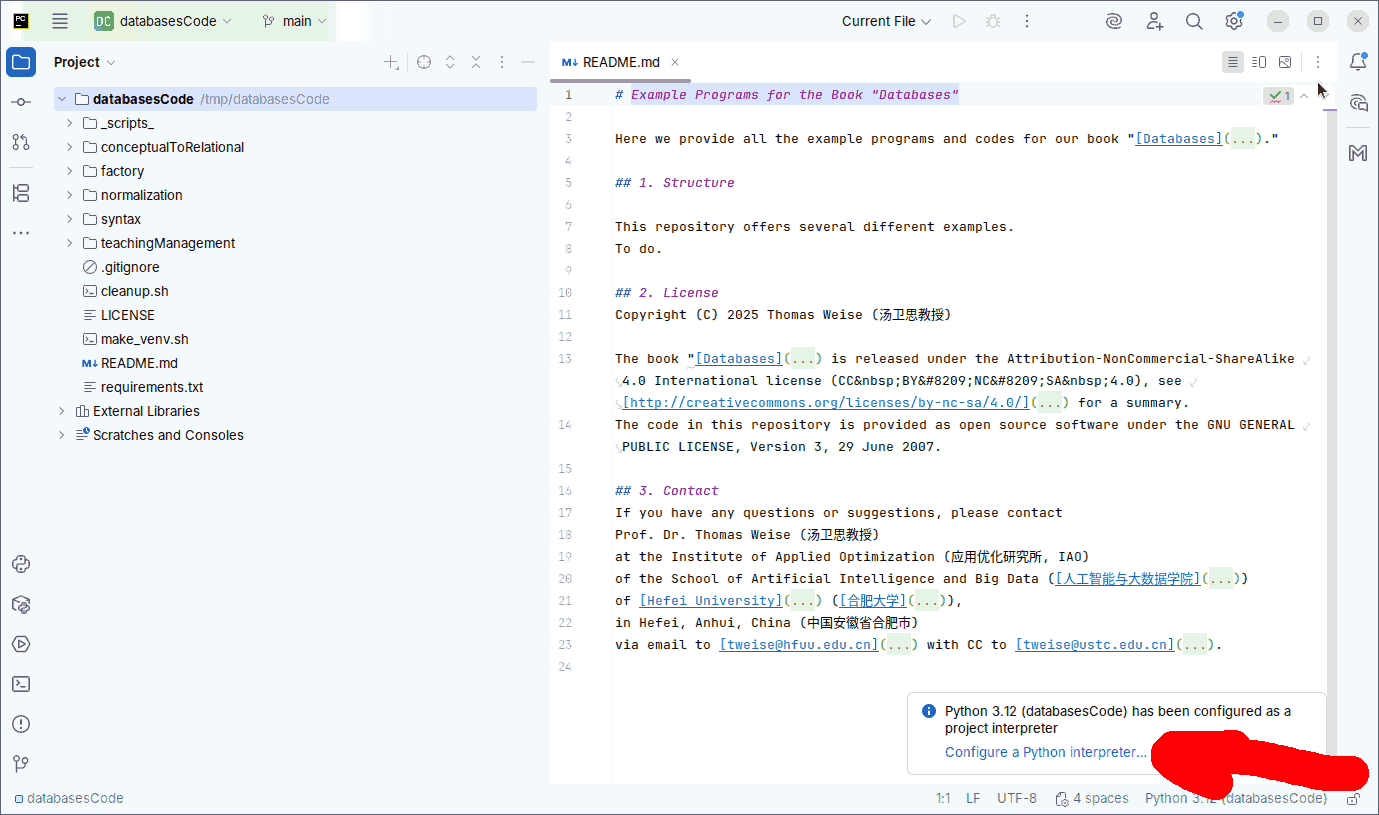 PC
DC databasesCode main Current File
Project
databasesCode /tmp/databasesCode
_scripts_
conceptualToRelational
factory
normalization
syntax
teachingManagement
.gitignore
cleanup.sh
LICENSE
make_venv.sh
M↓ README.md
requirements.txt
External Libraries
Scratches and Consoles
M↓ README.md
1 # Example Programs for the Book "Databases"
1
2
3 Here we provide all the example programs and codes for our book "[Databases](...)."
4
5 ## 1. Structure
6
7 This repository offers several different examples.
8 To do.
9
10 ## 2. License
11 Copyright (C) 2025 Thomas Weise (汤卫思教授)
12
13 The book "[Databases](...) is released under the Attribution-NonCommercial-ShareAlike
4.0 International license (CC&nbsp;BY&#8209;NC&#8209;SA&nbsp;4.0), see
[http://creativecommons.org/licenses/by-nc-sa/4.0/](...) for a summary.
14 The code in this repository is provided as open source software under the GNU GENERAL
PUBLIC LICENSE, Version 3, 29 June 2007.
15
16 ## 3. Contact
17 If you have any questions or suggestions, please contact
18 Prof. Dr. Thomas Weise (汤卫思教授)
19 at the Institute of Applied Optimization (应用优化研究所, IAO)
20 of the School of Artificial Intelligence and Big Data ([人工智能与大数据学院](...))
21 of [Hefei University](...) ([合肥大学](...)),
22 in Hefei, Anhui, China (中国安徽省合肥市)
23 via email to [tweise@hfuu.edu.cn](...) with CC to [tweise@ustc.edu.cn](...).
24
Python 3.12 (databasesCode) has been configured as a
project interpreter
Configure a Python interpreter...
databasesCode
1:1 LF UTF-8 4 spaces Python 3.12 (databasesCode)